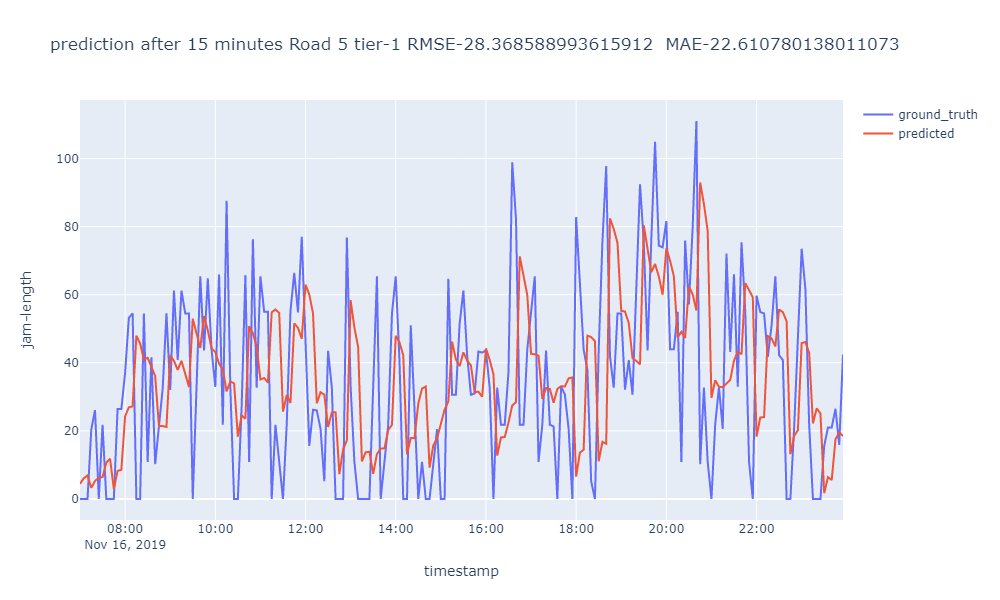 prediction after 15 minutes Road 5 tier-1 RMSE-28.368588993615912  MAE-22.610780138011073
ground_truth
predicted
100
80
60
40
20
0
jam-length
08:00 10:00 12:00 14:00 16:00 18:00 20:00 22:00
Nov 16, 2019
timestamp